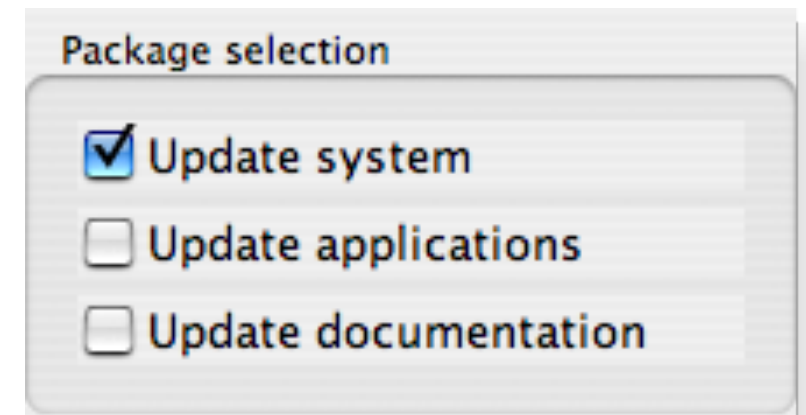 Package selection
Update system
Update applications
Update documentation